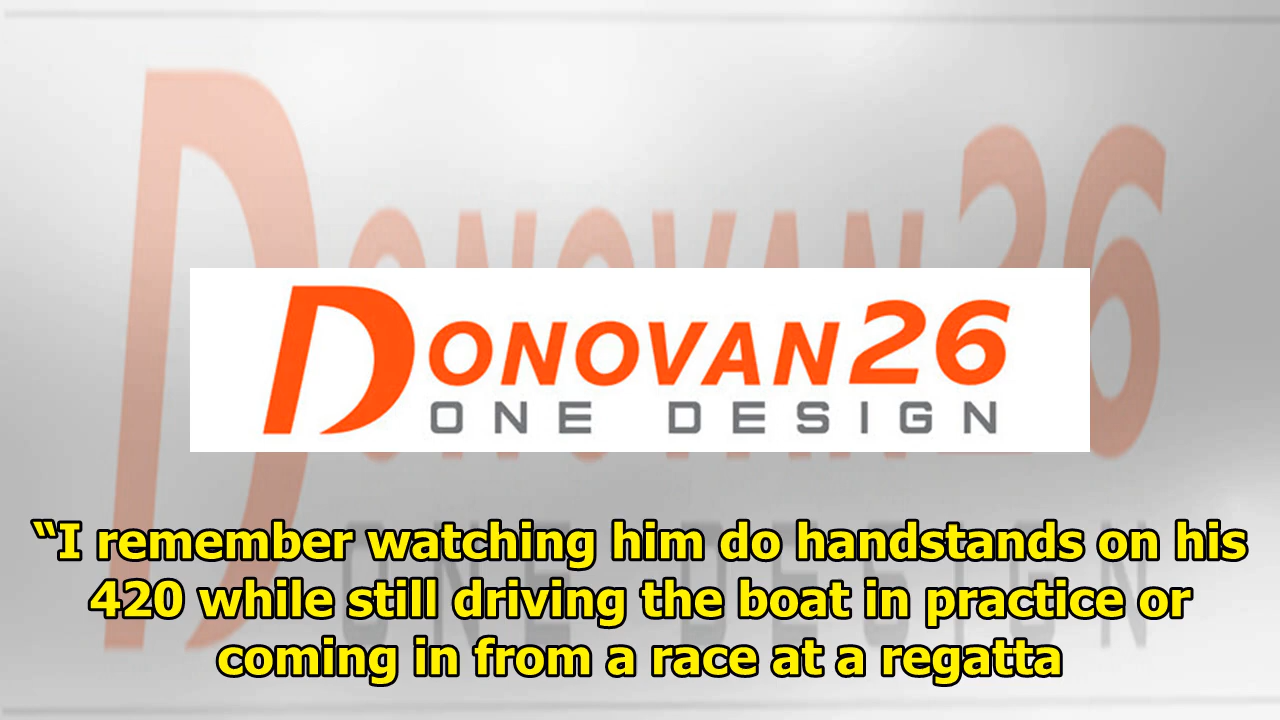 DONOVAN26
ONE DESIGN
“I remember watching him do handstands on his
420 while still driving the boat in practice or
coming in from a race at a regatta